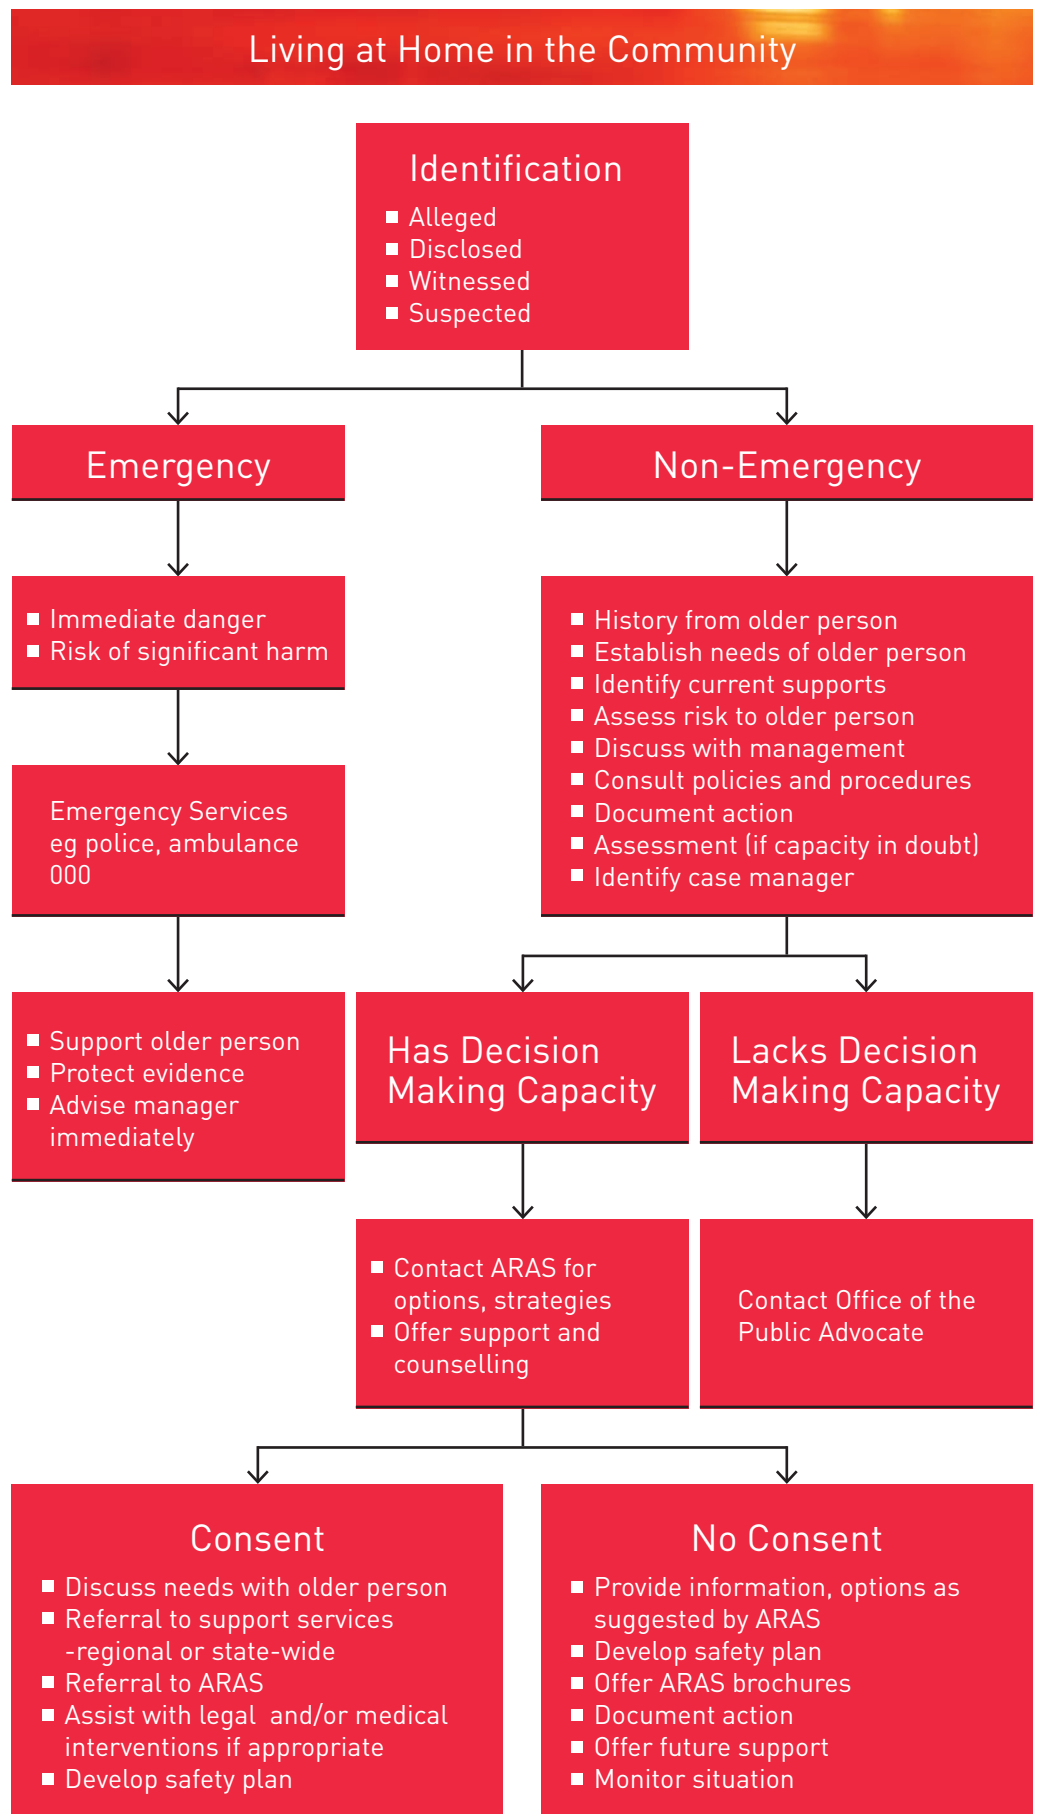 Living at Home in the Community
Identification
Alleged
Disclosed
Witnessed
Suspected
Emergency
Non-Emergency
Immediate danger
Risk of significant harm
History from older person
Establish needs of older person
Identify current supports
Assess risk to older person
Discuss with management
Consult policies and procedures
Document action
Assessment (if capacity in doubt)
Identify case manager
Emergency Services
eg police, ambulance
000
Support older person
Protect evidence
Advise manager
immediately
Has Decision
Making Capacity
Lacks Decision
Making Capacity
Contact ARAS for
options, strategies
Offer support and
counselling
Contact Office of the
Public Advocate
Consent
Discuss needs with older person
Referral to support services
-regional or state-wide
Referral to ARAS
Assist with legal  and/or medical
interventions if appropriate
Develop safety plan
No Consent
Provide information, options as
suggested by ARAS
Develop safety plan
Offer ARAS brochures
Document action
Offer future support
Monitor situation